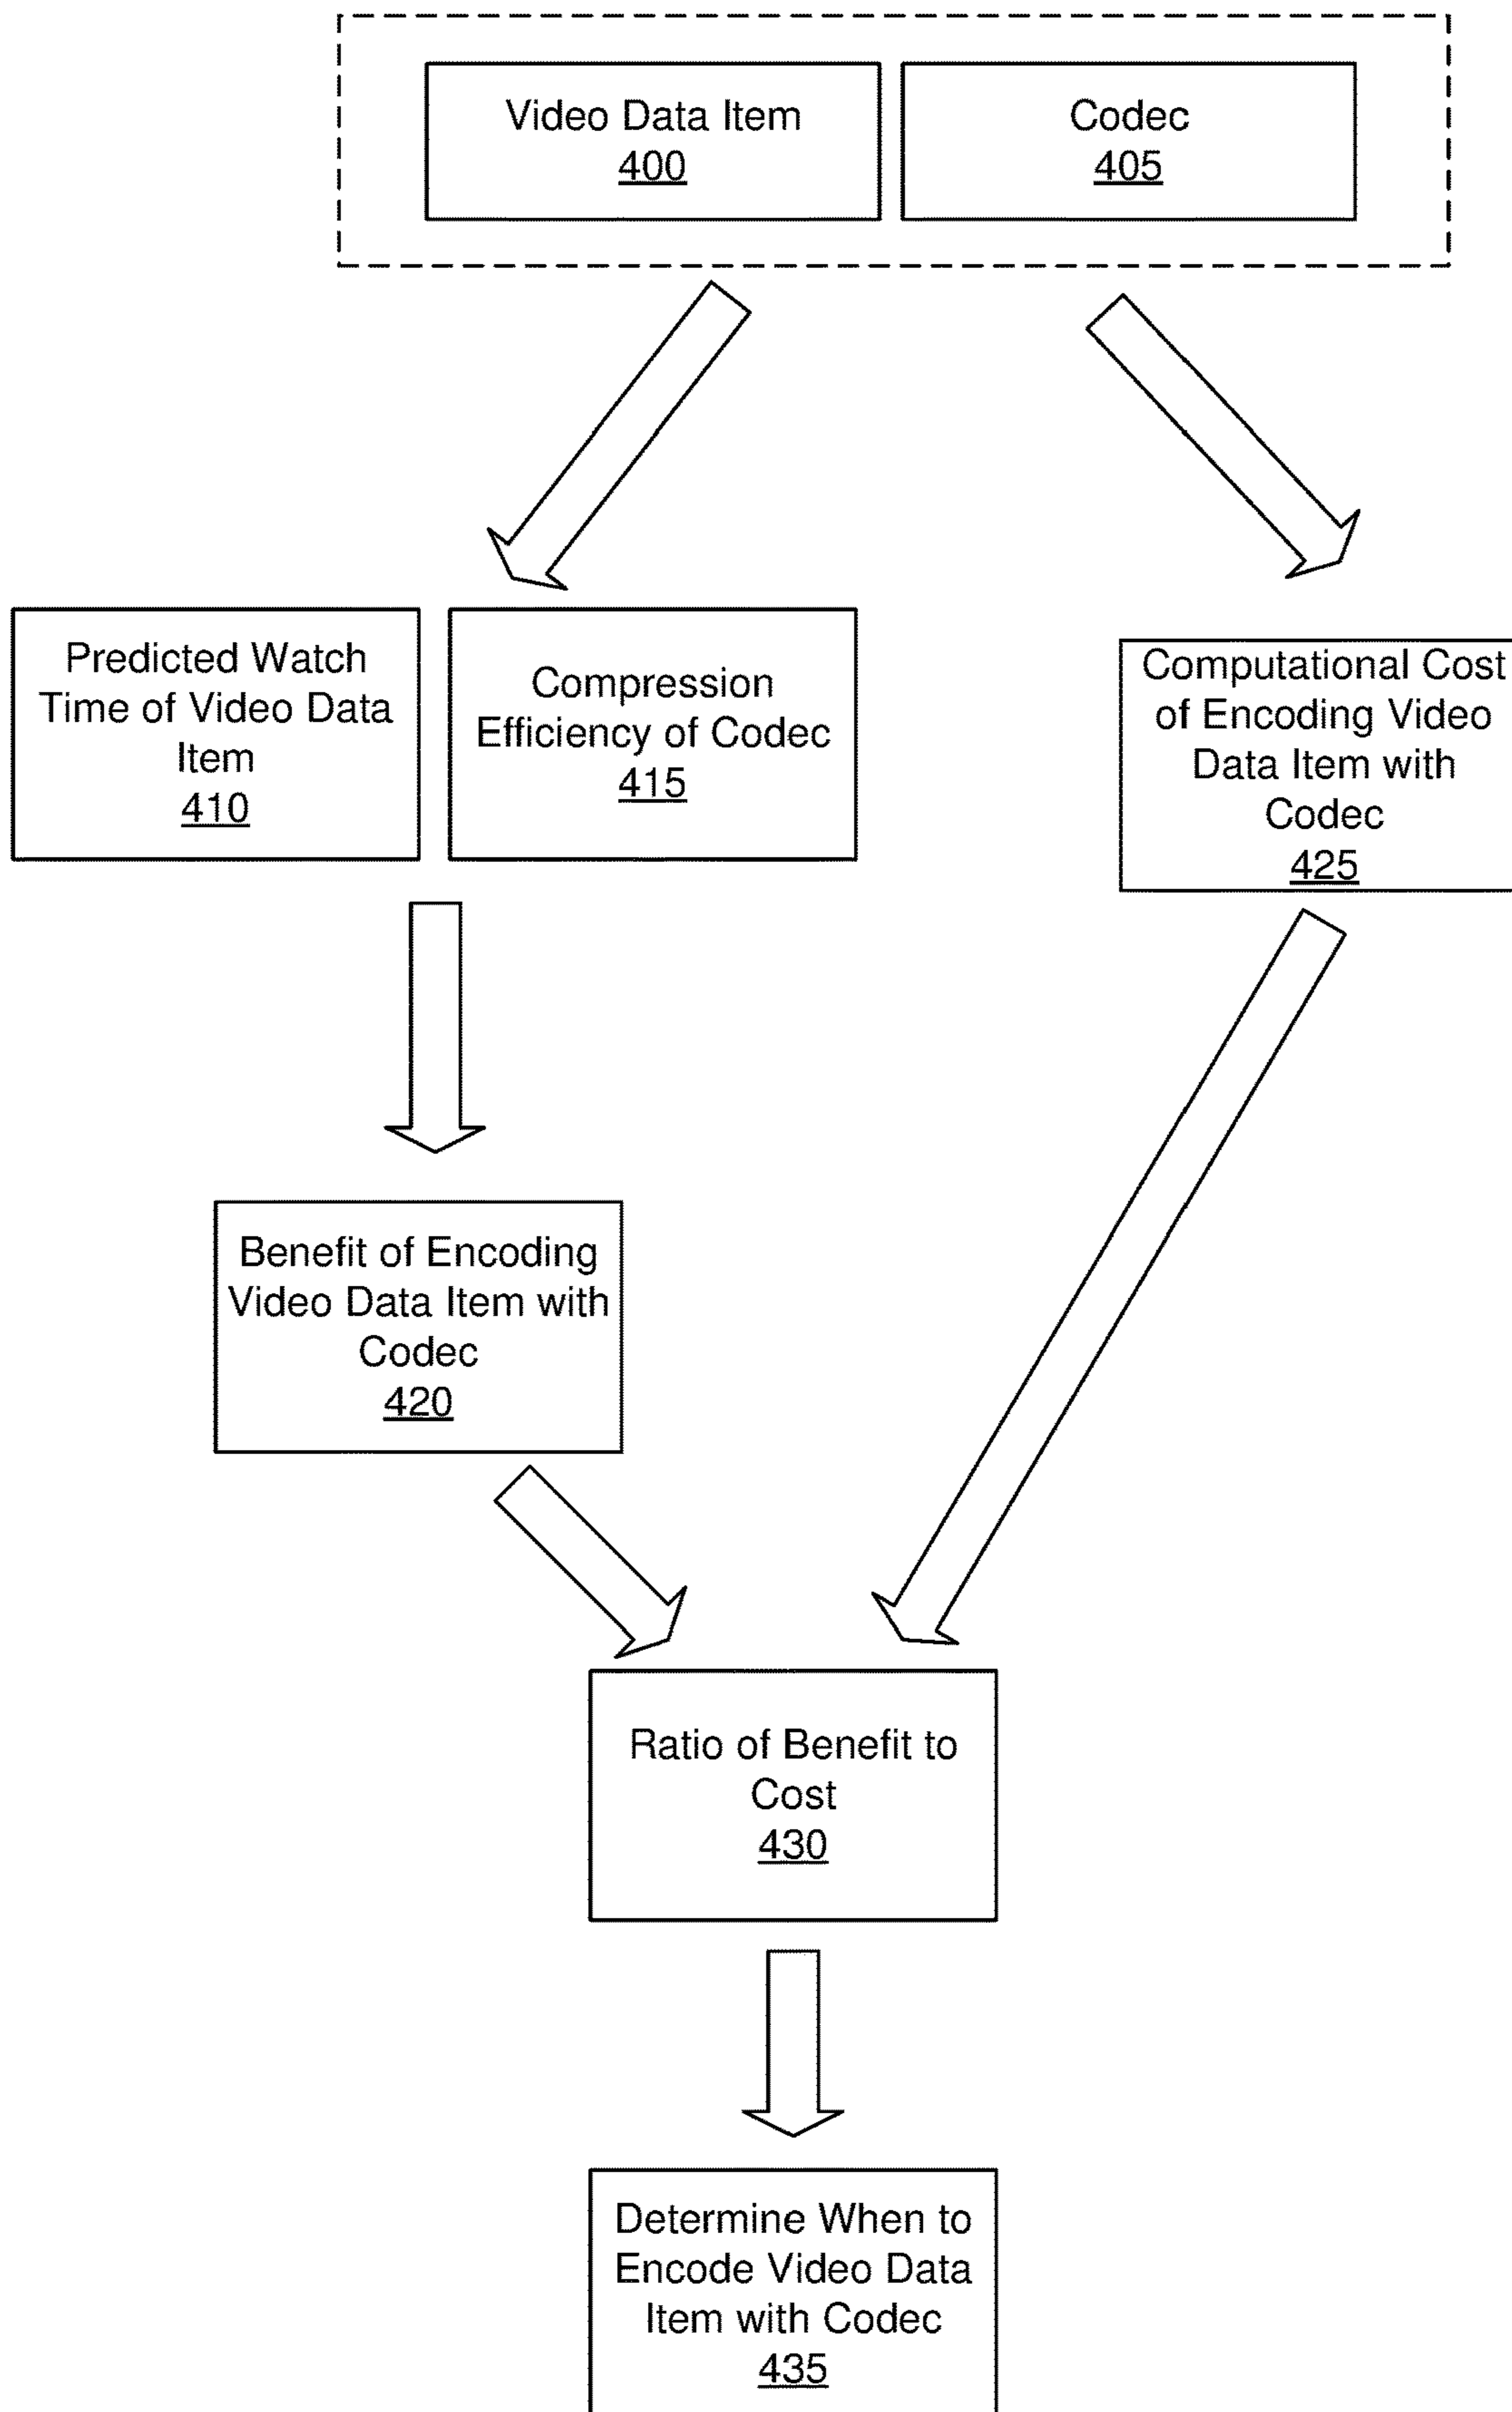 Video Data Item
400
Codec
405
Predicted Watch
Time of Video Data
Item
410
Compression
Efficiency of Codec
415
Computational Cost
of Encoding Video
Data Item with
Codec
425
Benefit of Encoding
Video Data Item with
Codec
420
Ratio of Benefit to
Cost
430
Determine When to
Encode Video Data
Item with Codec
435